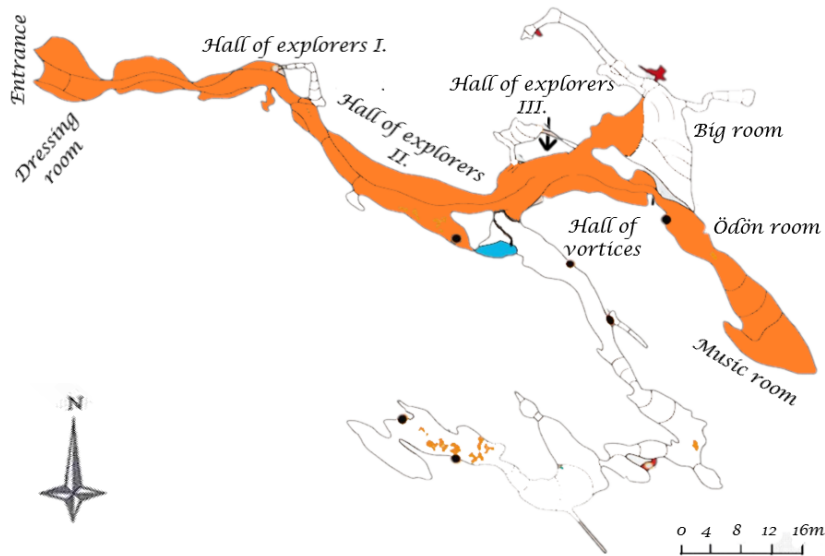 Entrance
Dressing
room
Hall of explorers I.
Hall of explorers
II.
Hall of explorers
III.
Big room
Ödön room
Hall of
vortices
Music room
N
0 4 8 12 16m